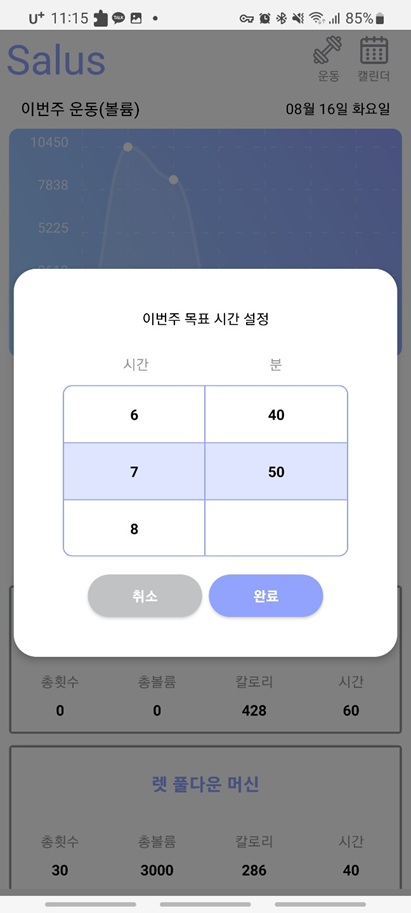 U⁺ 11:15 TALK 85%
Salus
운동 캘린더
이번주 운동(볼륨) 08월 16일 화요일
10450
7838
5225
이번주 목표 시간 설정
시간 분
6 40
7 50
8
취소 완료
총횟수 총볼륨 칼로리 시간
0 0 428 60
렛 풀다운 머신
총횟수 총볼륨 칼로리 시간
30 3000 286 40